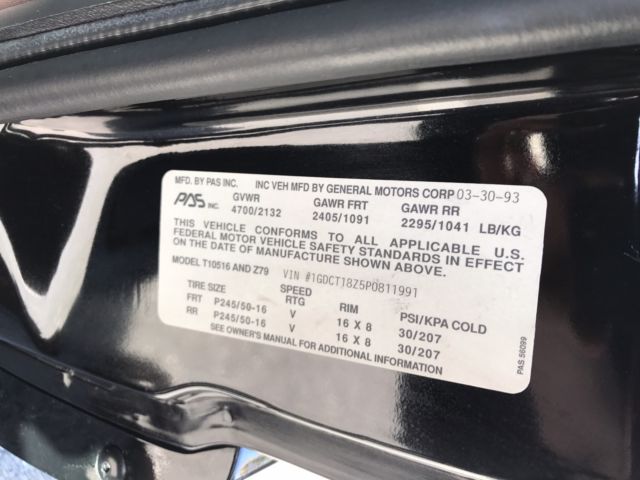 MFD. BY PAS INC. INC VEH MFD BY GENERAL MOTORS CORP 03-30-93
PAS INC. GVWR GAWR FRT GAWR RR
4700/2132 2405/1091 2295/1041 LB/KG
THIS VEHICLE CONFORMS TO ALL APPLICABLE U.S.
FEDERAL MOTOR VEHICLE SAFETY STANDARDS IN EFFECT
ON THE DATE OF MANUFACTURE SHOWN ABOVE.
MODEL T10516 AND Z79 VIN #1GDCT18Z5P0811991
TIRE SIZE SPEED RTG RIM PSI/KPA COLD
FRT P245/50-16 V 16 X 8 30/207
RR P245/50-16 V 16 X 8 30/207
SEE OWNER'S MANUAL FOR ADDITIONAL INFORMATION
PAS 56099